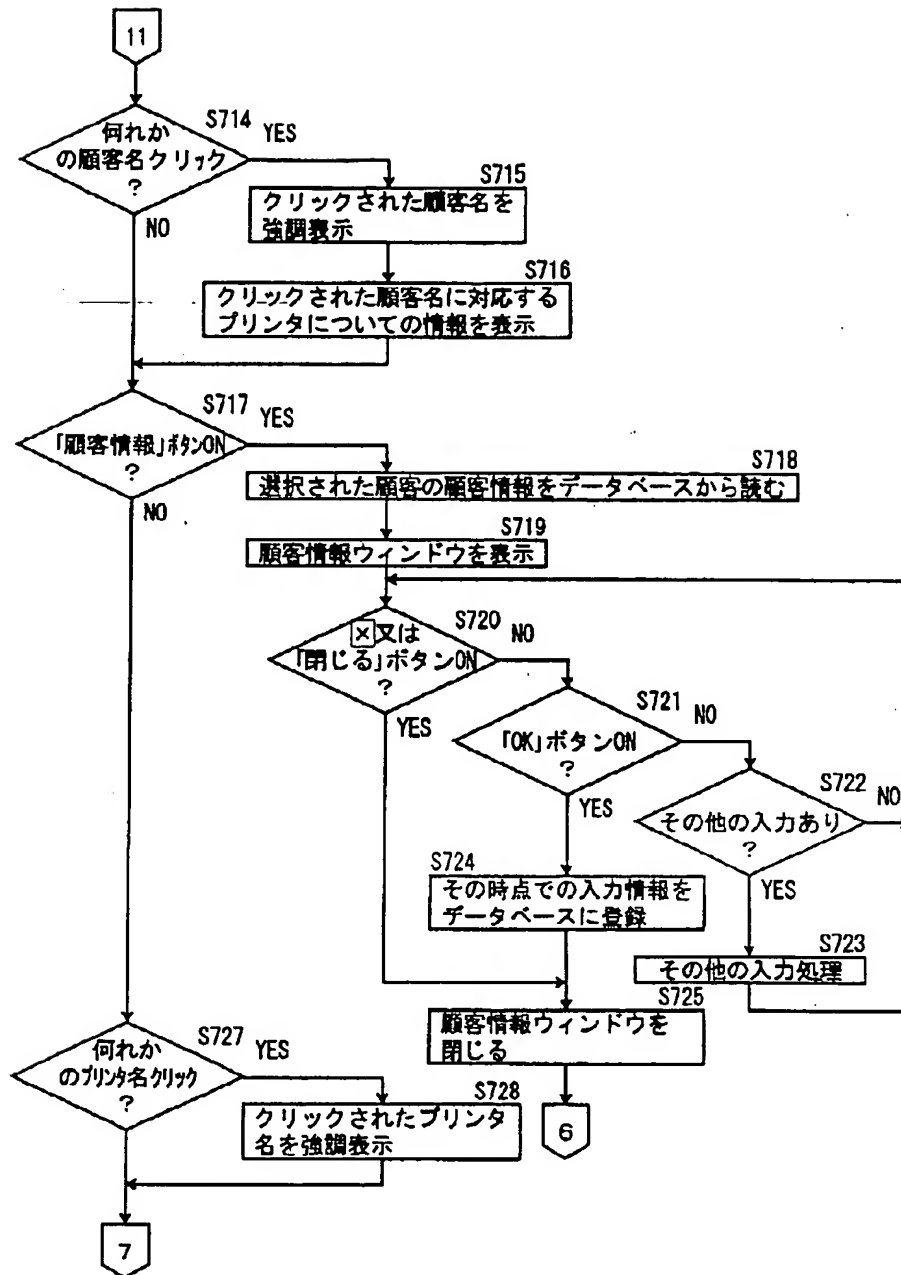 11
S714
YES
何れか
の顧客名クリック
?
NO
S715
クリックされた顧客名を
強調表示
S716
クリックされた顧客名に対応する
プリンタについての情報を表示
S717
YES
「顧客情報」ボタンON
?
NO
S718
選択された顧客の顧客情報をデータベースから読む
S719
顧客情報ウィンドウを表示
S720
NO
×又は
「閉じる」ボタンON
?
YES
S721
NO
「OK」ボタンON
?
YES
S722
NO
その他の入力あり
?
YES
S724
その時点での入力情報を
データベースに登録
S723
その他の入力処理
S725
顧客情報ウィンドウを
閉じる
6
S727
YES
何れか
のプリンタ名クリック
?
NO
S728
クリックされたプリンタ
名を強調表示
7